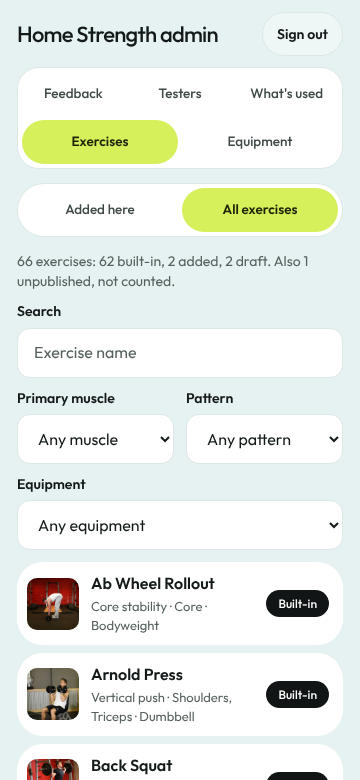 Home Strength admin
Sign out
Feedback
Testers
What's used
Exercises
Equipment
Added here
All exercises
66 exercises: 62 built-in, 2 added, 2 draft. Also 1
unpublished, not counted.
Search
Exercise name
Primary muscle
Pattern
Any muscle
Any pattern
Equipment
Any equipment
Ab Wheel Rollout
Core stability · Core ·
Bodyweight
Built-in
Arnold Press
Vertical push · Shoulders,
Triceps · Dumbbell
Built-in
Back Squat